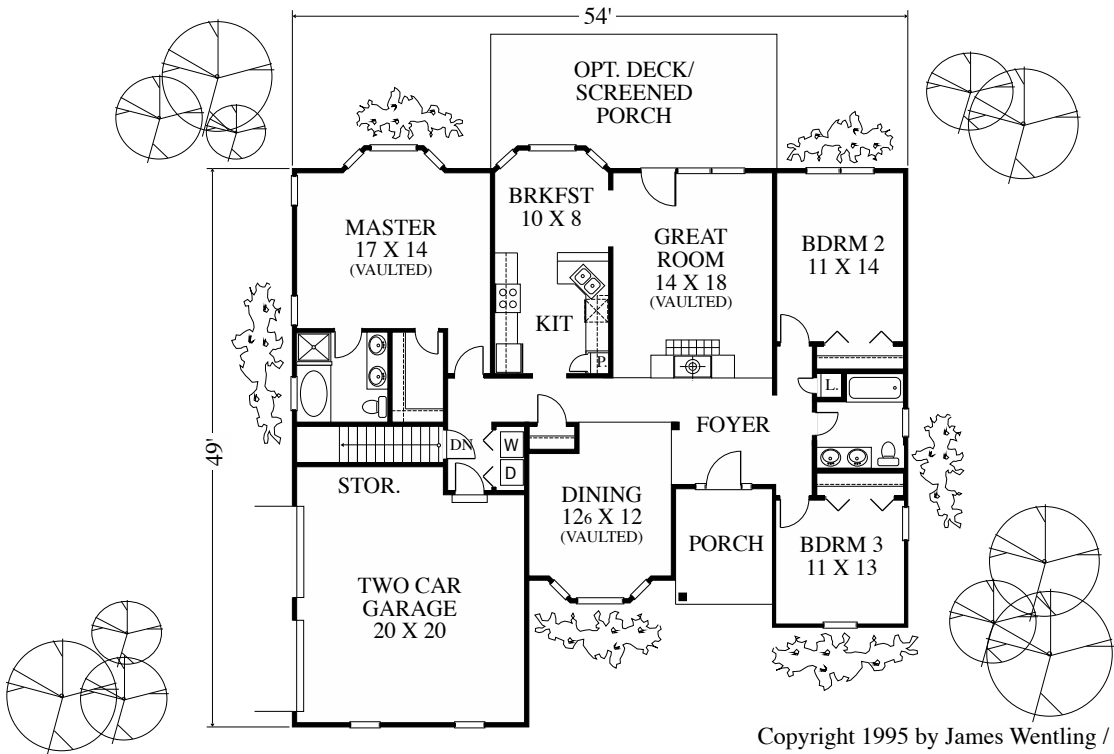 54'
OPT. DECK/
SCREENED
PORCH
BRKFST
10 X 8
MASTER
17 X 14
(VAULTED)
GREAT
ROOM
14 X 18
(VAULTED)
BDRM 2
11 X 14
KIT
P.
L.
FOYER
49'
DN
W
D
STOR.
DINING
126 X 12
(VAULTED)
PORCH
BDRM 3
11 X 13
TWO CAR
GARAGE
20 X 20
Copyright 1995 by James Wentling /